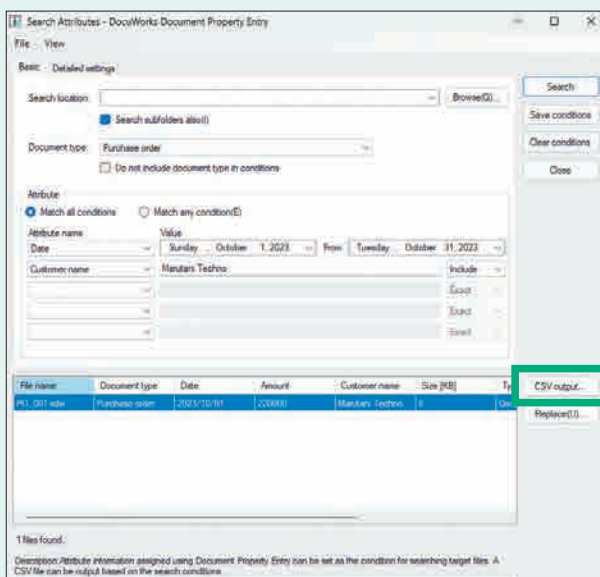 Search Attributes - DocuWorks Document Property Entry
File View
Basic Detailed settings
Search location: Browse(Q)... Search
Search subfolders also(I) Save conditions
Document type: Purchase order Clear conditions
Do not include document type in conditions Close
Attribute
Match all conditions Match any condition(E)
Attribute name Value
Date Sunday , October 1, 2023 From Tuesday , October 31, 2023
Customer name Marutani Techno Include
Exact
Exact
Exact
File name Document type Date Amount Customer name Size [KB] Ty CSV output...
PO_001.xdw Purchase order 2023/10/01 220000 Marutani Techno
Replace(U)...
1 files found.
Description: Attribute information assigned using Document Property Entry can be set as the condition for searching target files. A
CSV file can be output based on the search conditions.